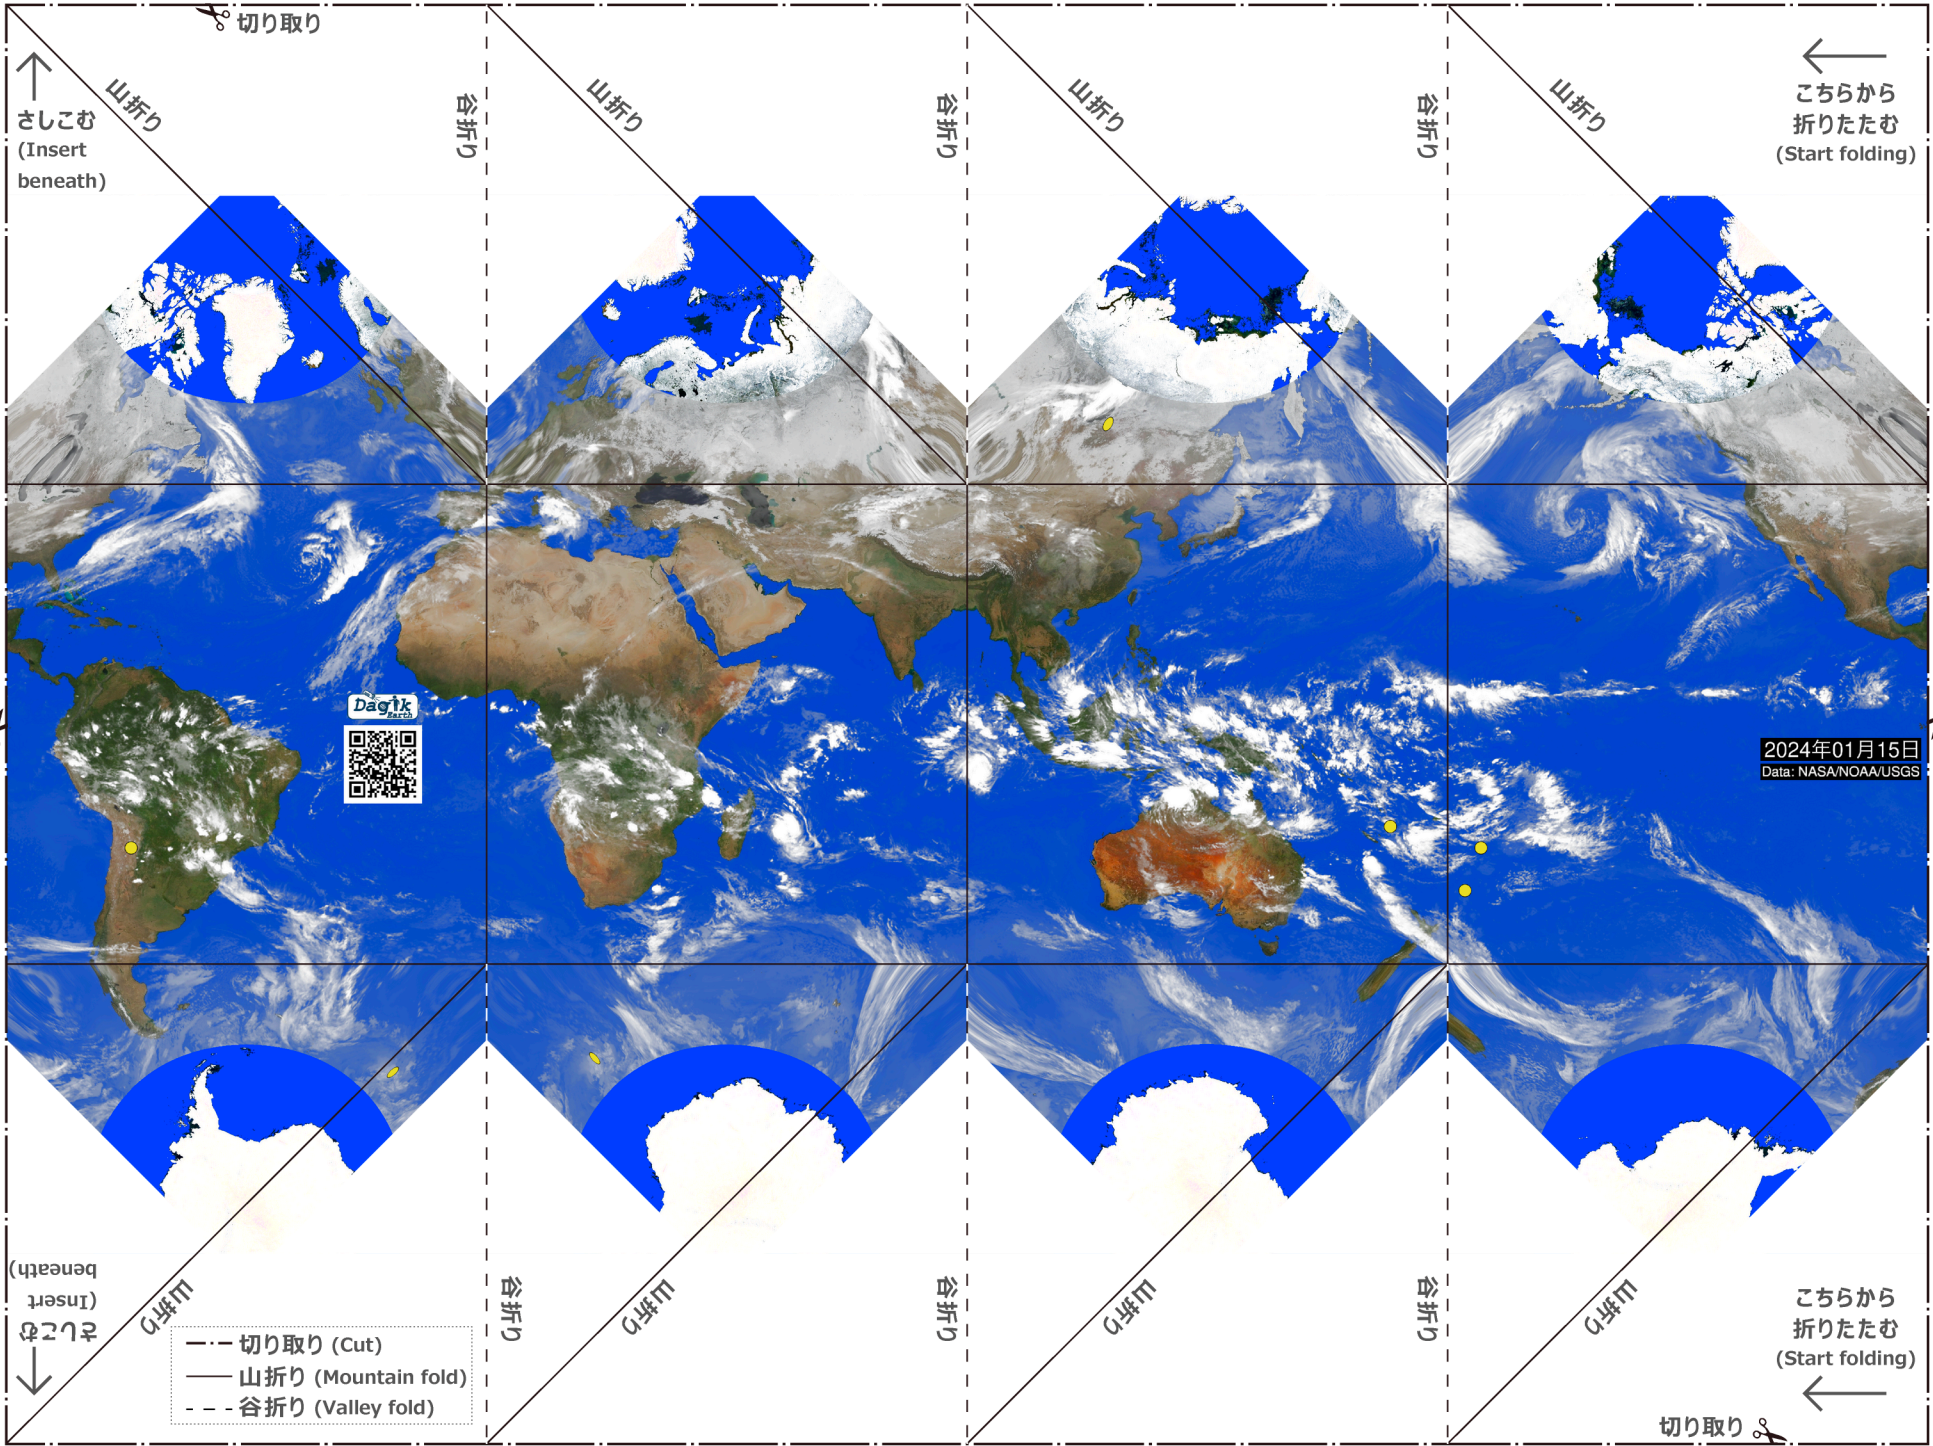 切り取り
山折り
谷折り
山折り
谷折り
山折り
谷折り
山折り
さしこむ
(Insert
beneath)
こちらから
折りたたむ
(Start folding)
Dagik
Earth
2024年01月15日
Data: NASA/NOAA/USGS
さしこむ
(Insert
beneath)
山折り
谷折り
山折り
谷折り
山折り
谷折り
山折り
こちらから
折りたたむ
(Start folding)
切り取り (Cut)
山折り (Mountain fold)
谷折り (Valley fold)
切り取り